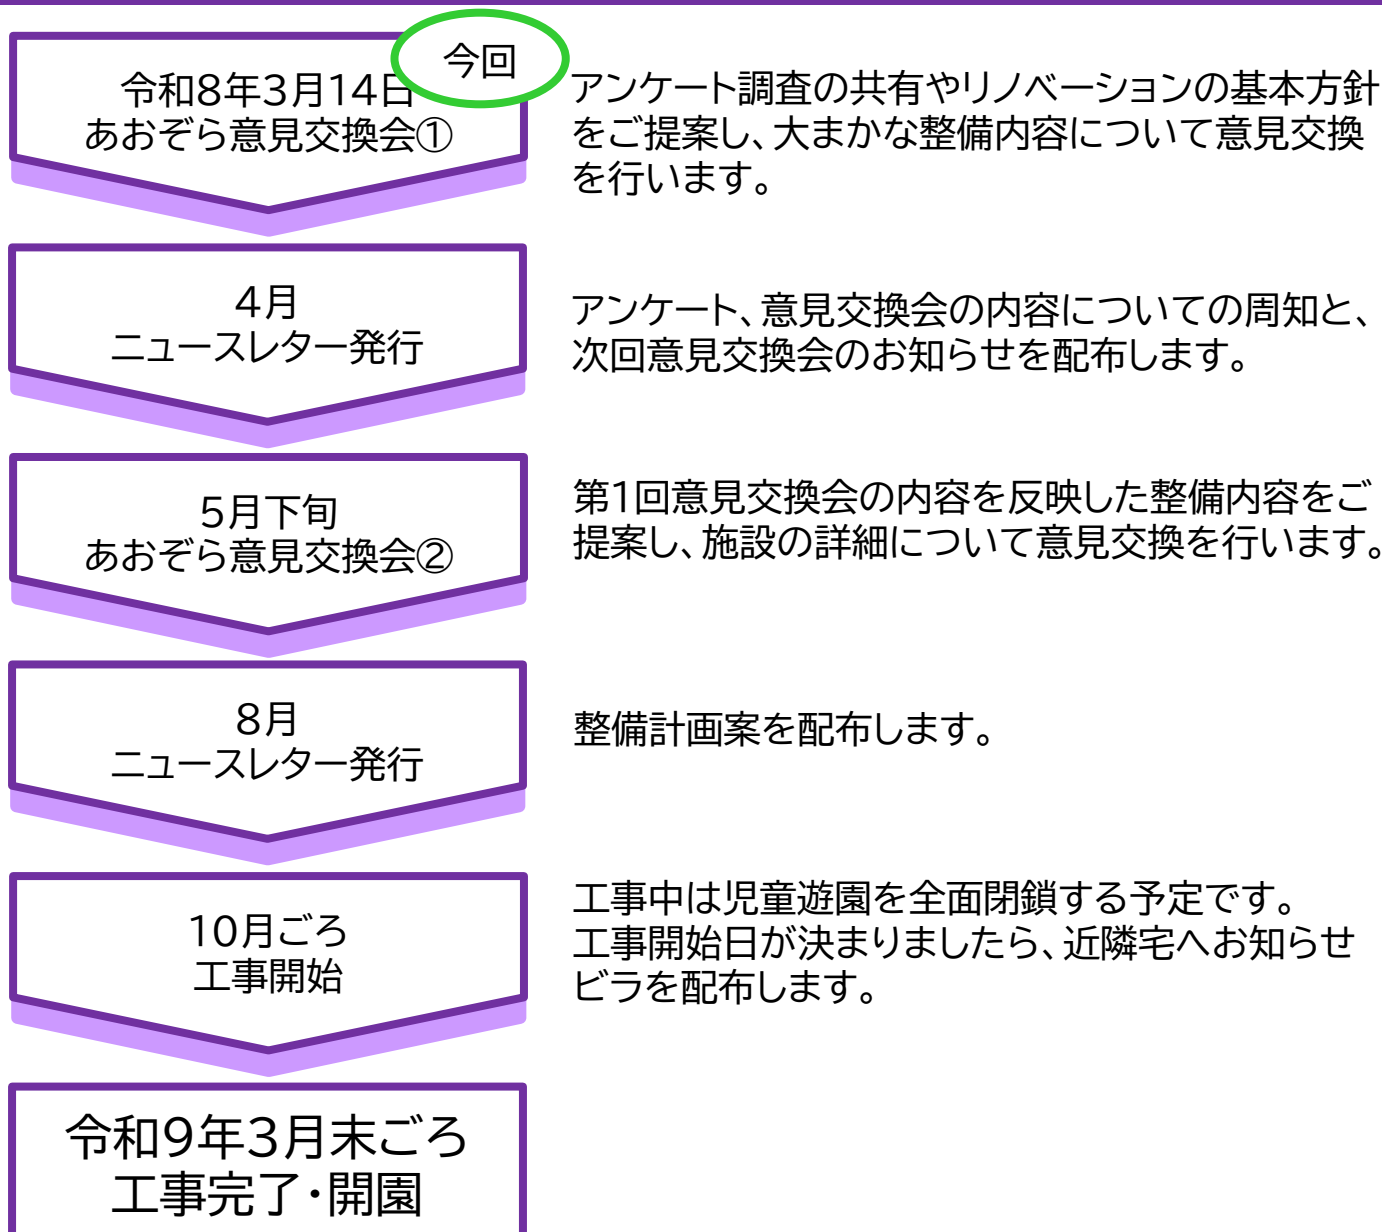 今回
令和8年3月14日
あおぞら意見交換会①
アンケート調査の共有やリノベーションの基本方針
をご提案し、大まかな整備内容について意見交換
を行います。
4月
ニュースレター発行
アンケート、意見交換会の内容についての周知と、
次回意見交換会のお知らせを配布します。
5月下旬
あおぞら意見交換会②
第1回意見交換会の内容を反映した整備内容をご
提案し、施設の詳細について意見交換を行います。
8月
ニュースレター発行
整備計画案を配布します。
10月ごろ
工事開始
工事中は児童遊園を全面閉鎖する予定です。
工事開始日が決まりましたら、近隣宅へお知らせ
ビラを配布します。
令和9年3月末ごろ
工事完了・開園